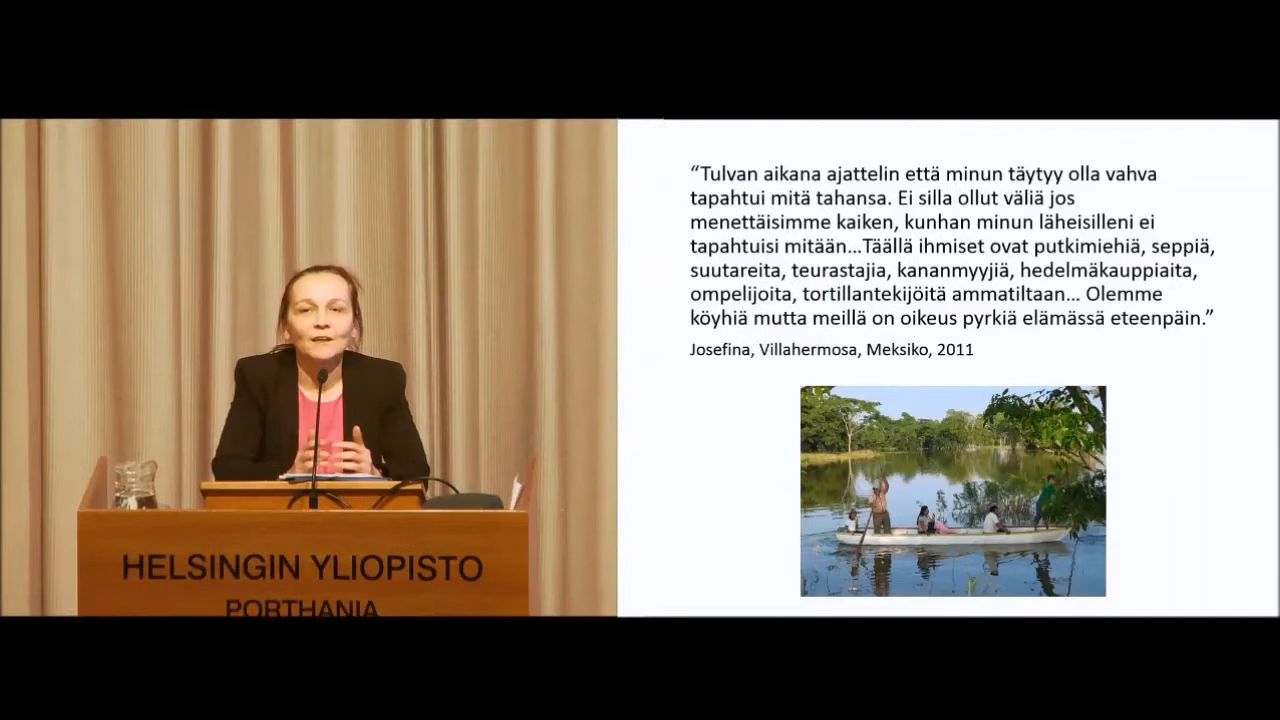 “Tulvan aikana ajattelin että minun täytyy olla vahva
tapahtui mitä tahansa. Ei silla ollut väliä jos
menettäisimme kaiken, kunhan minun läheisilleni ei
tapahtuisi mitään…Täällä ihmiset ovat putkimiehiä, seppiä,
suutareita, teurastajia, kananmyyjiä, hedelmäkauppiaita,
ompelijoita, tortillantekijöitä ammatiltaan… Olemme
köyhiä mutta meillä on oikeus pyrkiä elämässä eteenpäin.”
Josefina, Villahermosa, Meksiko, 2011
HELSINGIN YLIOPISTO
PORTHANIA